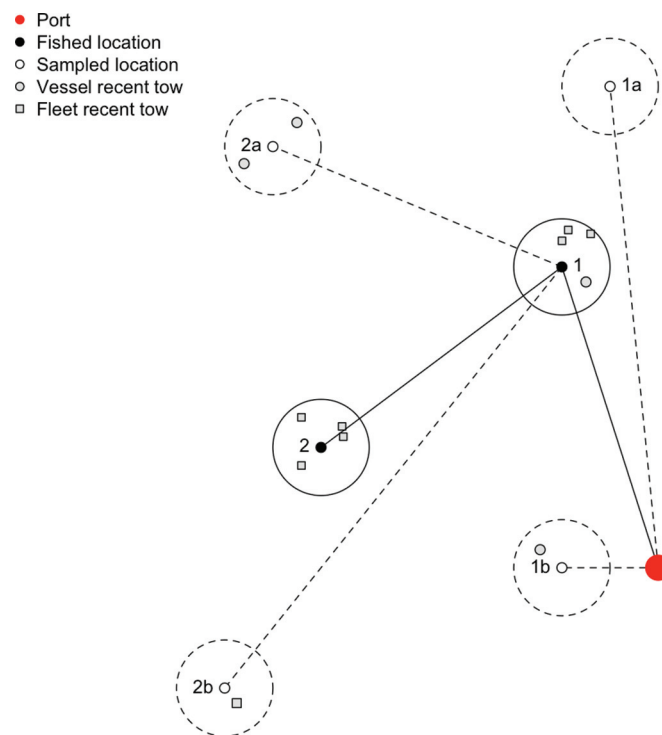 Port
Fished location
Sampled location
Vessel recent tow
Fleet recent tow
1a
2a
1
2
1b
2b